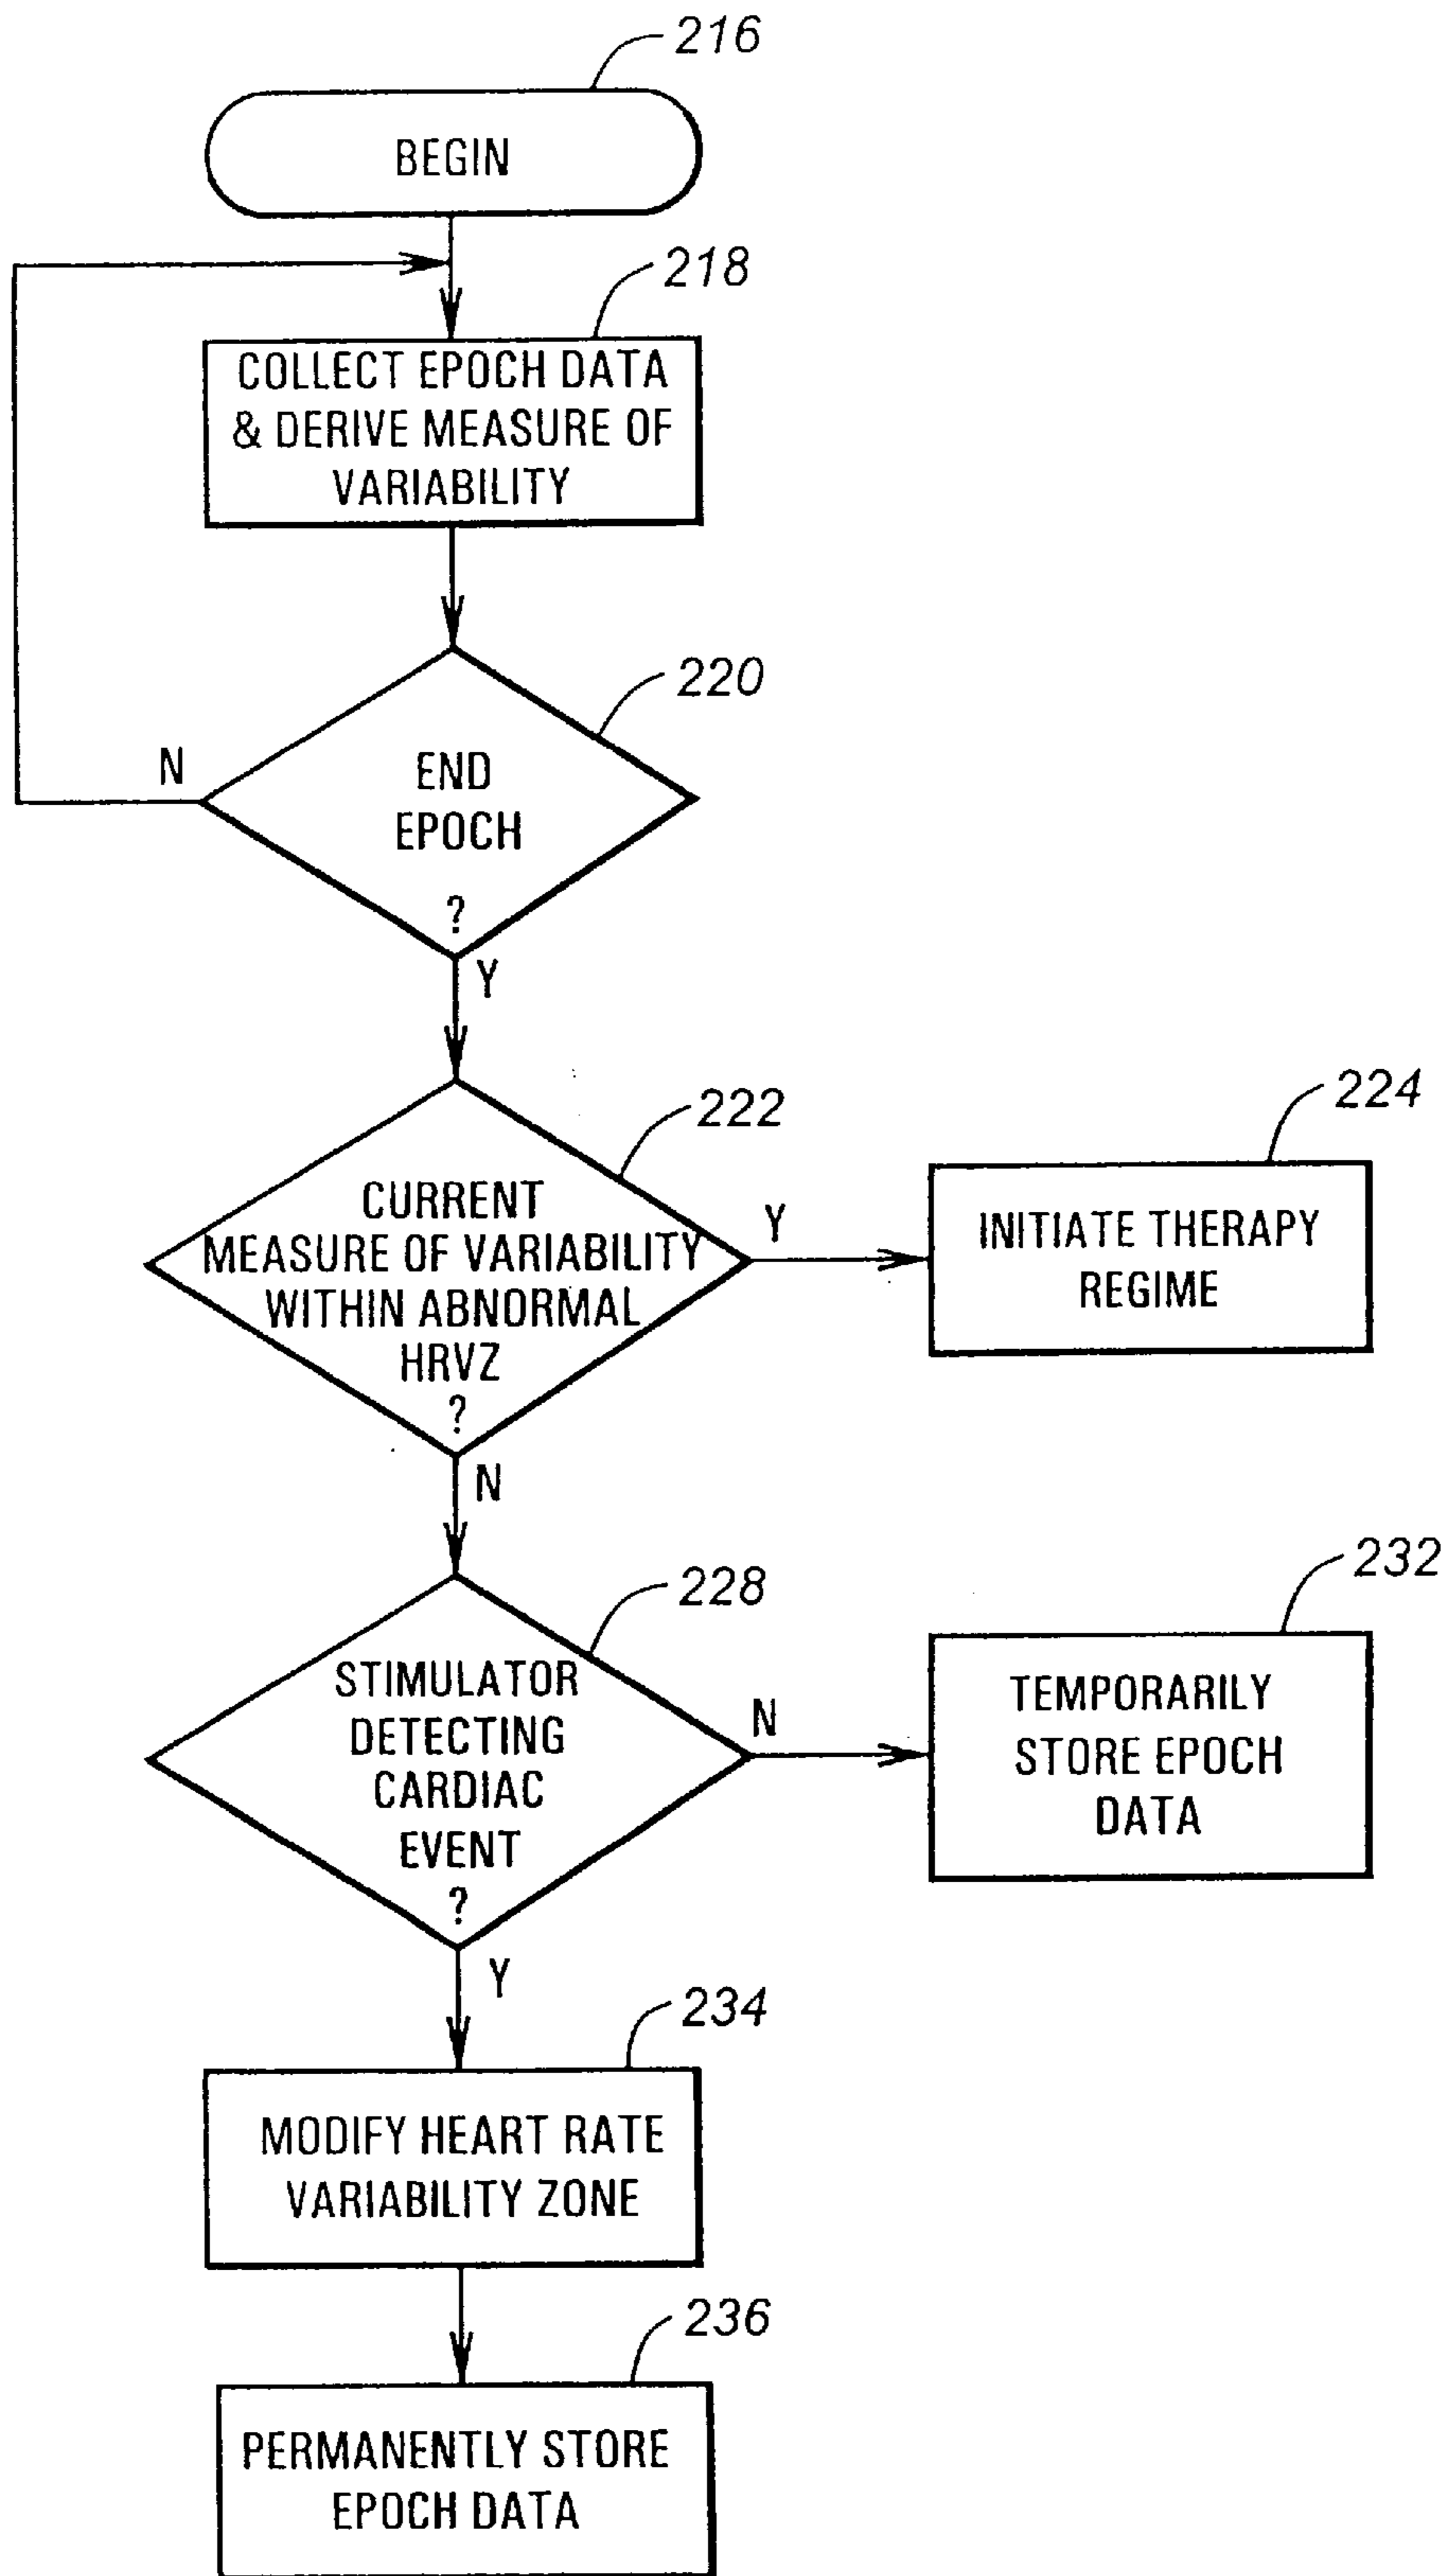 216
BEGIN
218
COLLECT EPOCH DATA
& DERIVE MEASURE OF
VARIABILITY
220
END
EPOCH
?
N
Y
222
CURRENT
MEASURE OF VARIABILITY
WITHIN ABNORMAL
HRVZ
?
Y
224
INITIATE THERAPY
REGIME
N
228
STIMULATOR
DETECTING
CARDIAC
EVENT
?
N
232
TEMPORARILY
STORE EPOCH
DATA
Y
234
MODIFY HEART RATE
VARIABILITY ZONE
236
PERMANENTLY STORE
EPOCH DATA